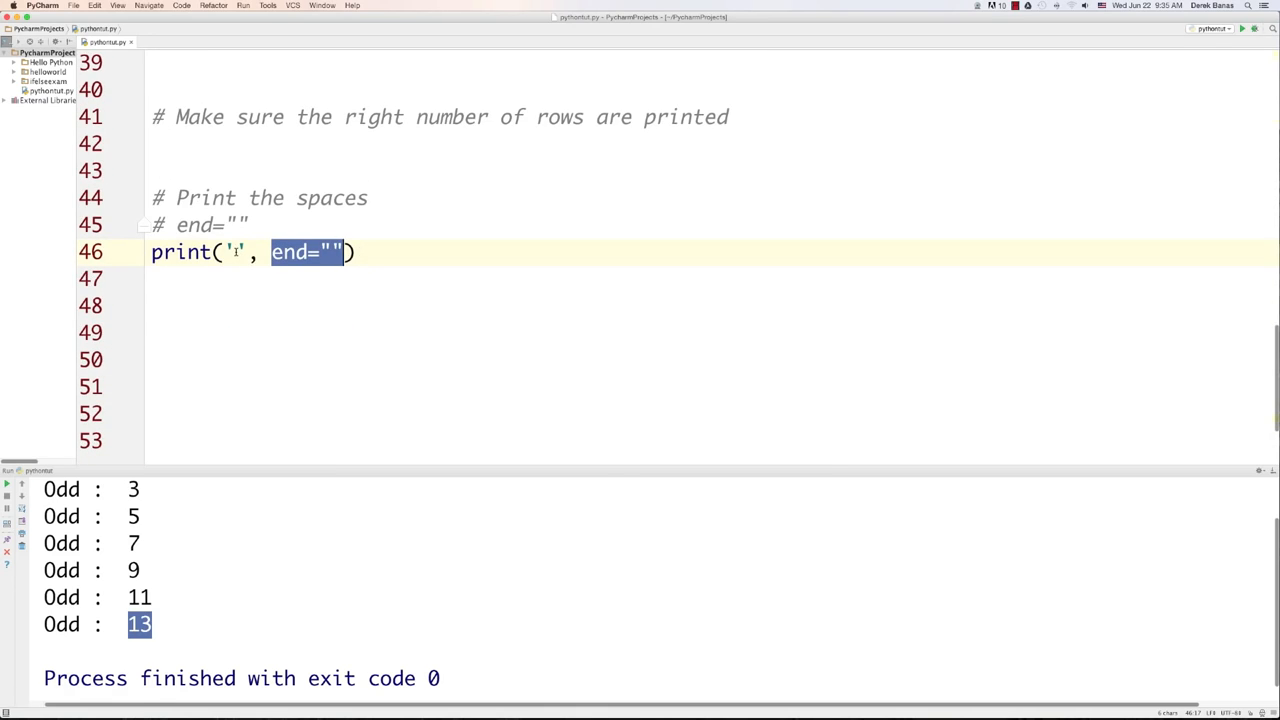 PyCharm File Edit View Navigate Code Refactor Run Tools VCS Window Help 10 Wed Jun 22 9:35 AM Derek Banas
pythontut.py - PycharmProjects - [~/PycharmProjects]
PycharmProjects pythontut.py pythontut
pythontut.py ×
PycharmProject
Hello Python
helloworld
ifelseexam
pythontut.py
External Librarie
39
40
41 # Make sure the right number of rows are printed
42
43
44 # Print the spaces
45 # end=""
46 print(' ', end="")
47
48
49
50
51
52
53
Run pythontut
Odd : 3
Odd : 5
Odd : 7
Odd : 9
Odd : 11
Odd : 13
Process finished with exit code 0
6 chars 46:17 LF÷ UTF-8÷